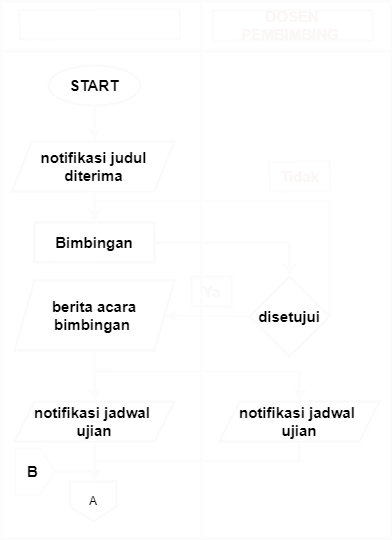 DOSEN
PEMBIMBING
START
notifikasi judul
diterima
Tidak
Bimbingan
Ya
berita acara
bimbingan
disetujui
notifikasi jadwal
ujian
notifikasi jadwal
ujian
B
A